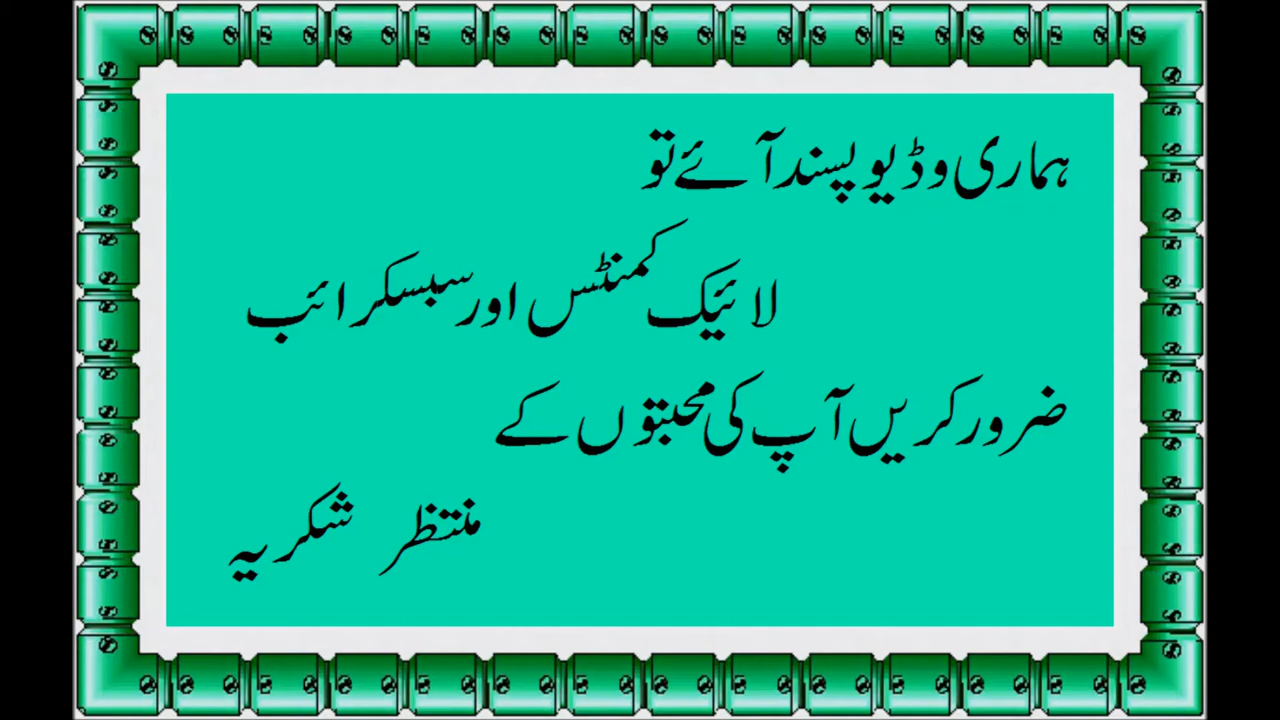 ہماری وڈیو پسند آئے تو
لائیک کمنٹس اور سبسکرائب
ضرور کریں آپ کی محبتوں کے
منتظر شکریہ